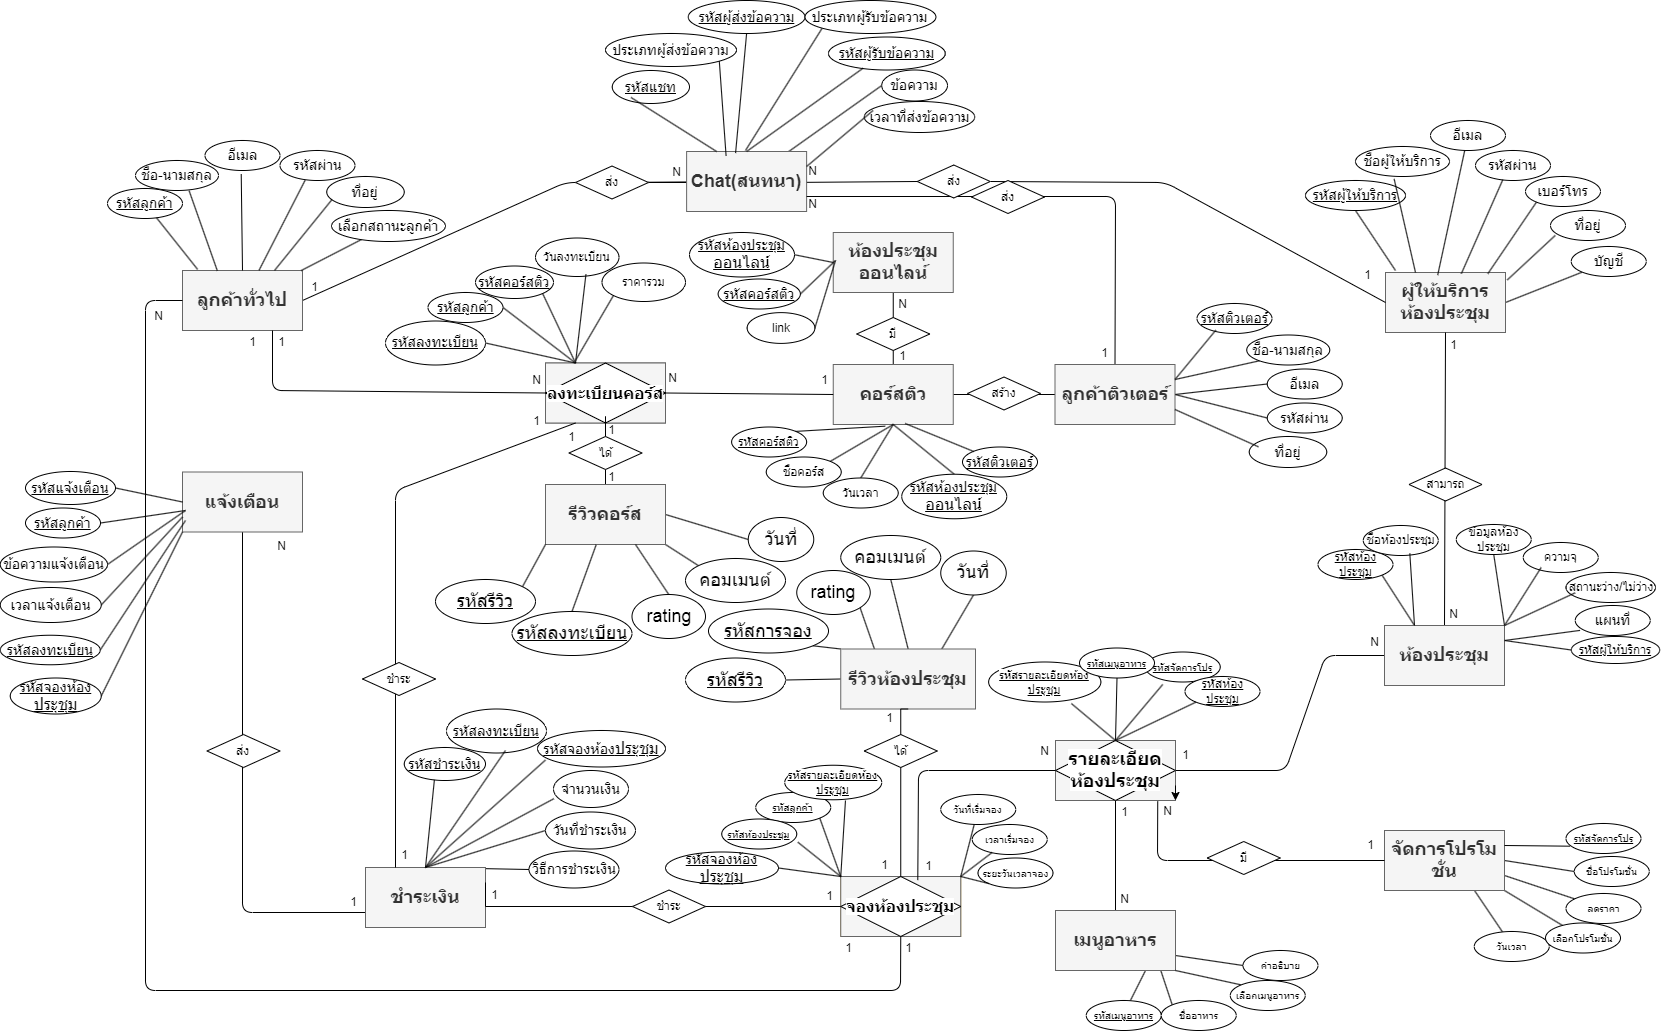 รหัสผู้ส่งข้อความ
ประเภทผู้รับข้อความ
ประเภทผู้ส่งข้อความ
รหัสผู้รับข้อความ
รหัสแชท
ข้อความ
เวลาที่ส่งข้อความ
Chat(สนทนา)
N
N
N
ส่ง
ส่ง
ส่ง
อีเมล
ชื่อ-นามสกุล
รหัสผ่าน
รหัสลูกค้า
ที่อยู่
เลือกสถานะลูกค้า
ลูกค้าทั่วไป
1
N
1
1
อีเมล
ชื่อผู้ให้บริการ
รหัสผ่าน
รหัสผู้ให้บริการ
เบอร์โทร
ที่อยู่
บัญชี
ผู้ให้บริการ
ห้องประชุม
1
1
รหัสห้องประชุม
ออนไลน์
รหัสคอร์สติว
link
ห้องประชุม
ออนไลน์
N
มี
1
วันลงทะเบียน
รหัสคอร์สติว
ราคารวม
รหัสลูกค้า
รหัสลงทะเบียน
ลงทะเบียนคอร์ส
N
N
1
1
1
ได้
1
คอร์สติว
1
สร้าง
ลูกค้าติวเตอร์
1
รหัสติวเตอร์
ชื่อ-นามสกุล
อีเมล
รหัสผ่าน
ที่อยู่
รหัสคอร์สติว
ชื่อคอร์ส
วันเวลา
รหัสห้องประชุม
ออนไลน์
รหัสติวเตอร์
รหัสแจ้งเตือน
รหัสลูกค้า
ข้อความแจ้งเตือน
เวลาแจ้งเตือน
รหัสลงทะเบียน
รหัสจองห้อง
ประชุม
แจ้งเตือน
N
ส่ง
1
รีวิวคอร์ส
วันที่
คอมเมนต์
rating
รหัสลงทะเบียน
รหัสรีวิว
คอมเมนต์
วันที่
rating
รหัสการจอง
รหัสรีวิว
รีวิวห้องประชุม
1
ได้
1
สามารถ
N
ชื่อห้องประชุม
รหัสห้อง
ประชุม
ข้อมูลห้อง
ประชุม
ความจุ
สถานะว่าง/ไม่ว่าง
แผนที่
รหัสผู้ให้บริการ
ห้องประชุม
N
รหัสเมนูอาหาร
รหัสจัดการโปร
รหัสรายละเอียดห้อง
ประชุม
รหัสห้อง
ประชุม
รายละเอียด
ห้องประชุม
N
1
1
N
ชำระ
1
รหัสลงทะเบียน
รหัสจองห้องประชุม
รหัสชำระเงิน
จำนวนเงิน
วันที่ชำระเงิน
วิธีการชำระเงิน
ชำระเงิน
1
ชำระ
1
รหัสรายละเอียดห้อง
ประชุม
รหัสลูกค้า
รหัสห้องประชุม
รหัสจองห้อง
ประชุม
วันที่เริ่มจอง
เวลาเริ่มจอง
ระยะวันเวลาจอง
<จองห้องประชุม>
1
1
1
มี
1
จัดการโปรโม
ชั่น
รหัสจัดการโปร
ชื่อโปรโมชั่น
ลดราคา
เลือกโปรโมชั่น
วันเวลา
N
เมนูอาหาร
คำอธิบาย
เลือกเมนูอาหาร
รหัสเมนูอาหาร
ชื่ออาหาร